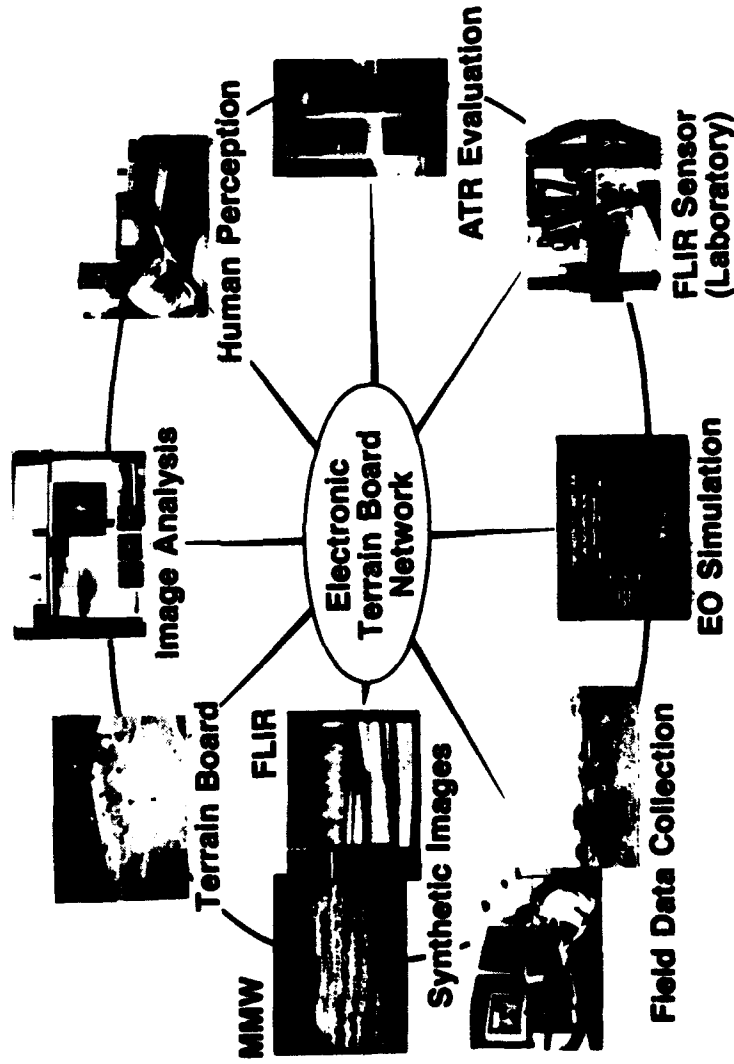 Image Analysis
Terrain Board
Human Perception
MMW
FLIR
Electronic
Terrain Board
Network
Synthetic Images
ATR Evaluation
Field Data Collection
EO Simulation
FLIR Sensor
(Laboratory)